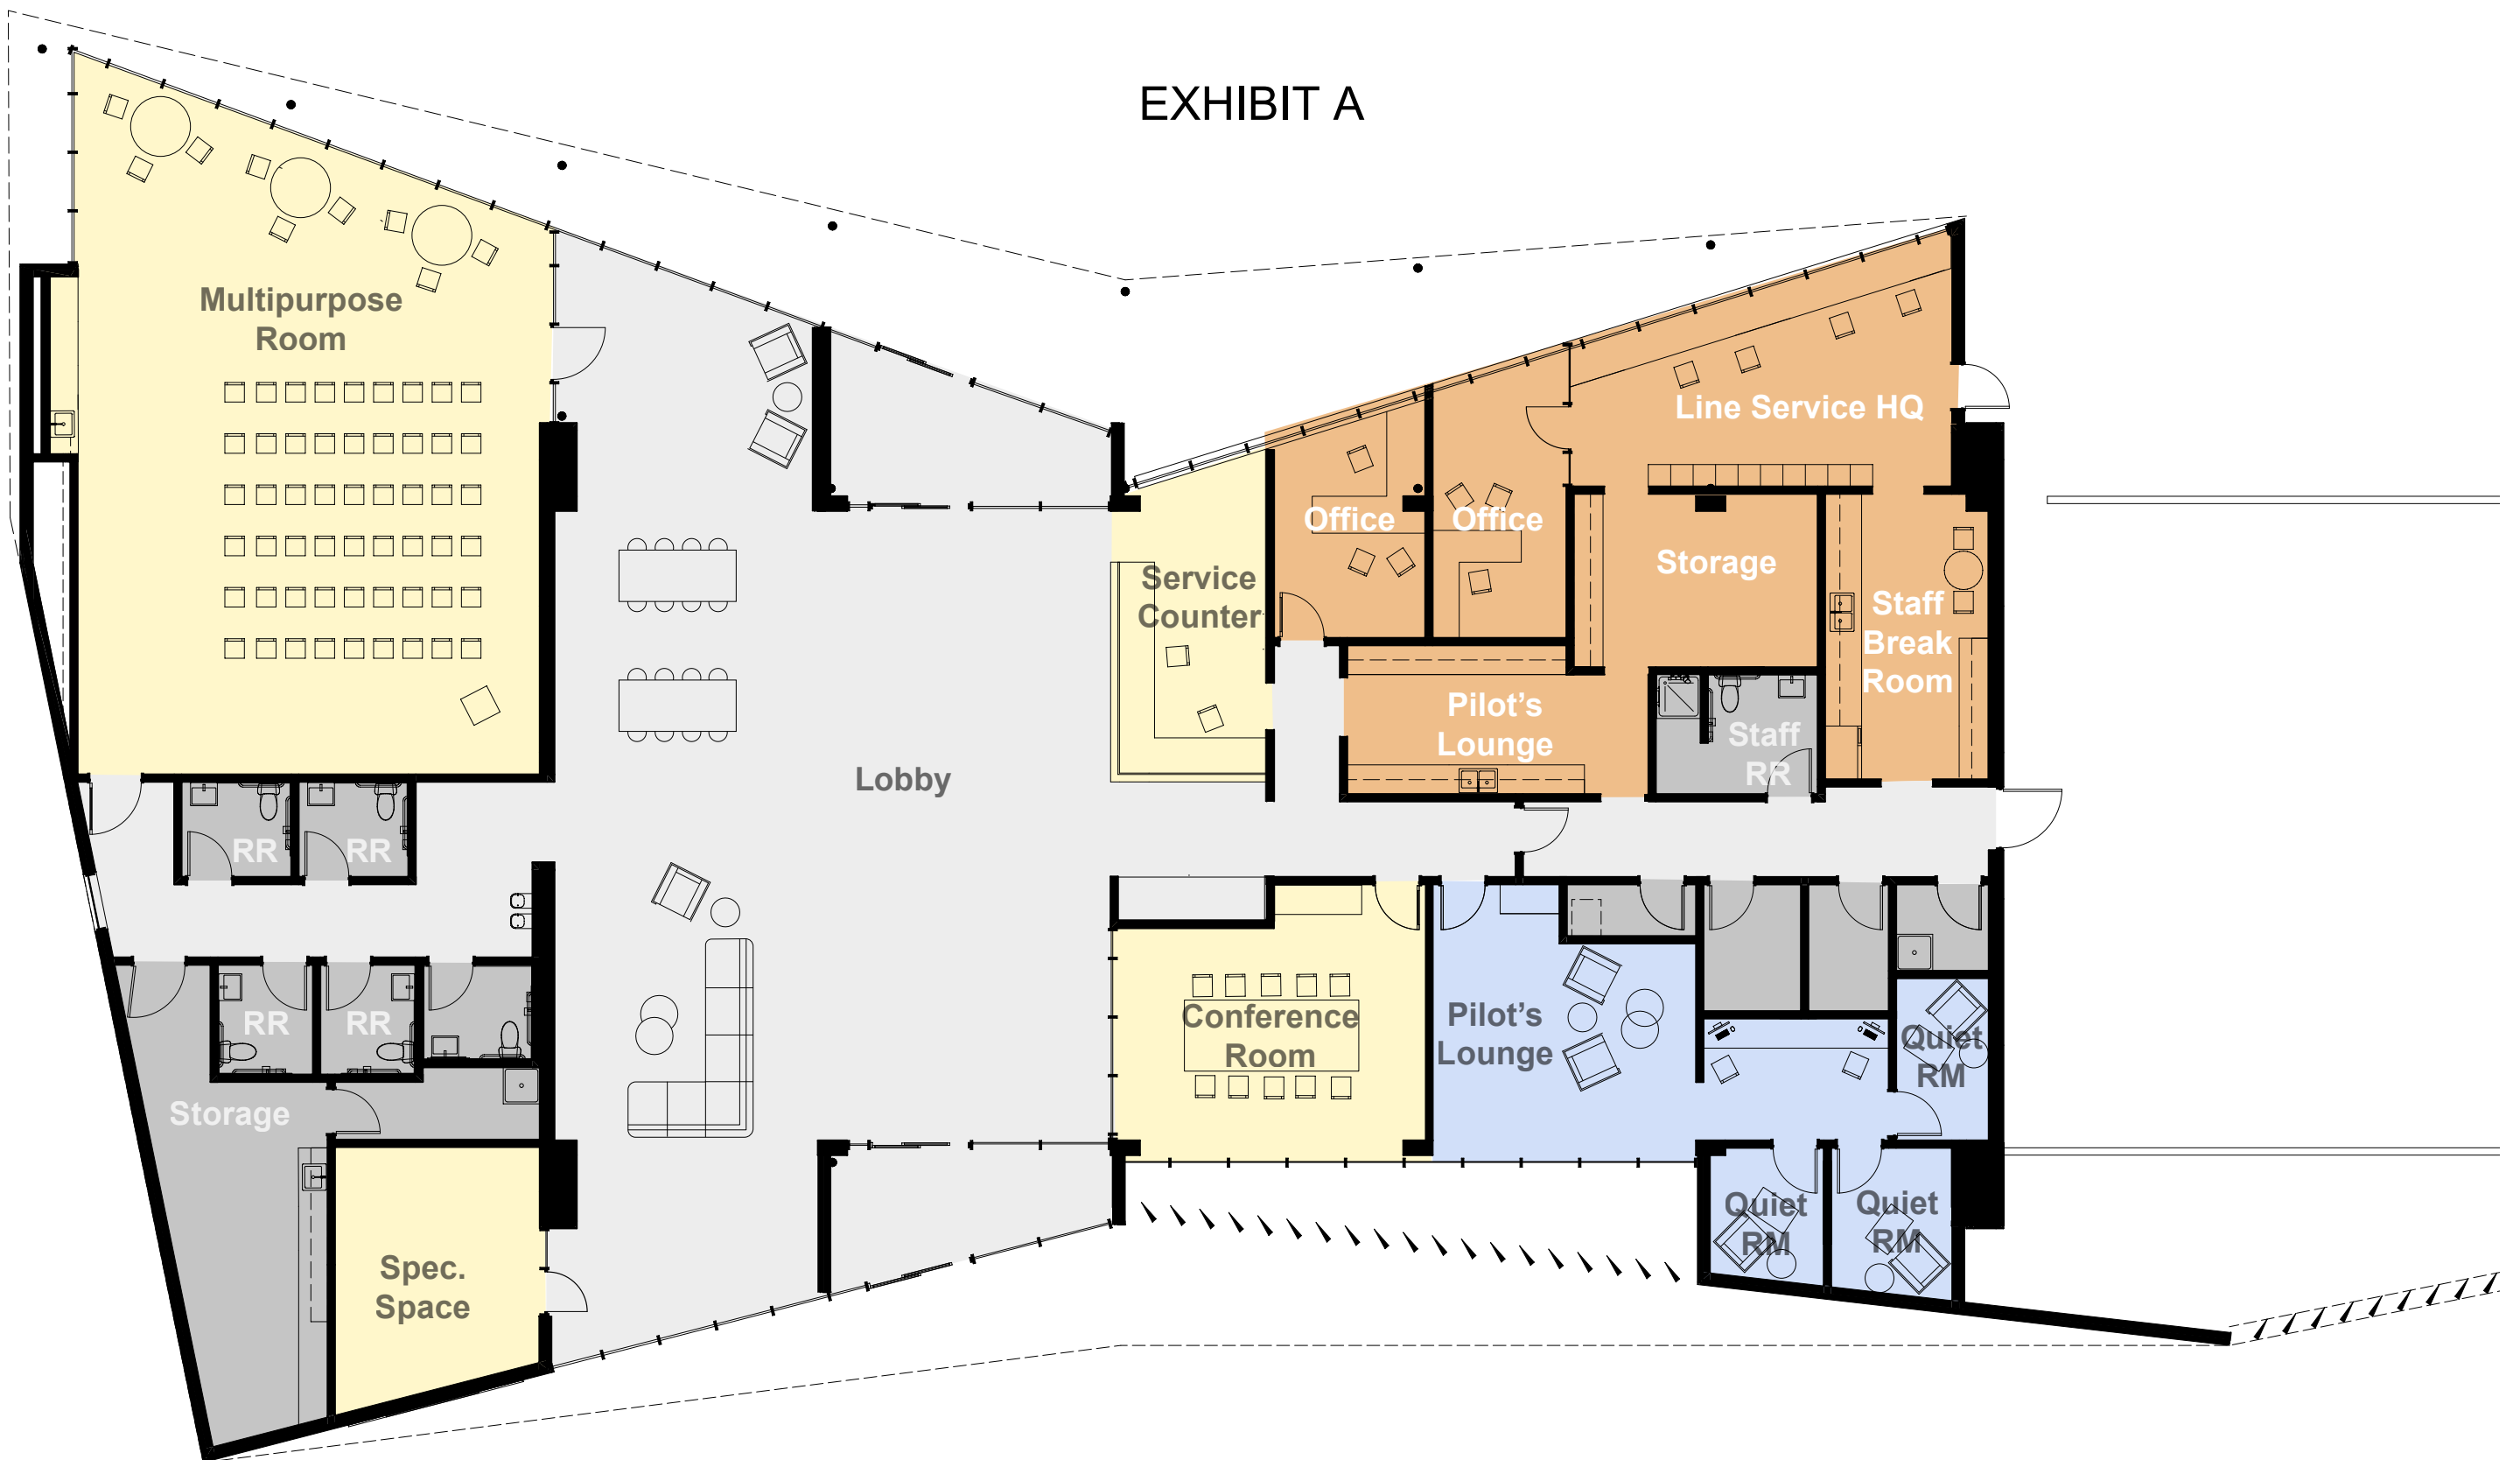 EXHIBIT A
Multipurpose
Room
Line Service HQ
Office
Office
Storage
Service
Counter
Staff
Break
Room
Pilot's
Lounge
Staff
RR
Lobby
RR
RR
RR
RR
Conference
Room
Pilot's
Lounge
Quiet
RM
Storage
Quiet
RM
Quiet
RM
Spec.
Space